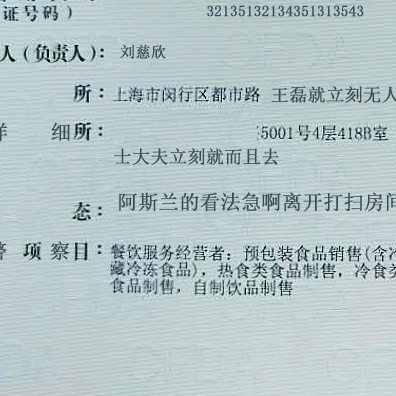 证号码） 32135132134351313543
人（负责人）： 刘慈欣
所：上海市闵行区都市路 王磊就立刻无人
细所： 5001号4层418B室
士大夫立刻就而且去
态： 阿斯兰的看法急啊离开打扫房间
项 察目：餐饮服务经营者：预包装食品销售(含冷
藏冷冻食品)，热食类食品制售，冷食类
食品制售，自制饮品制售